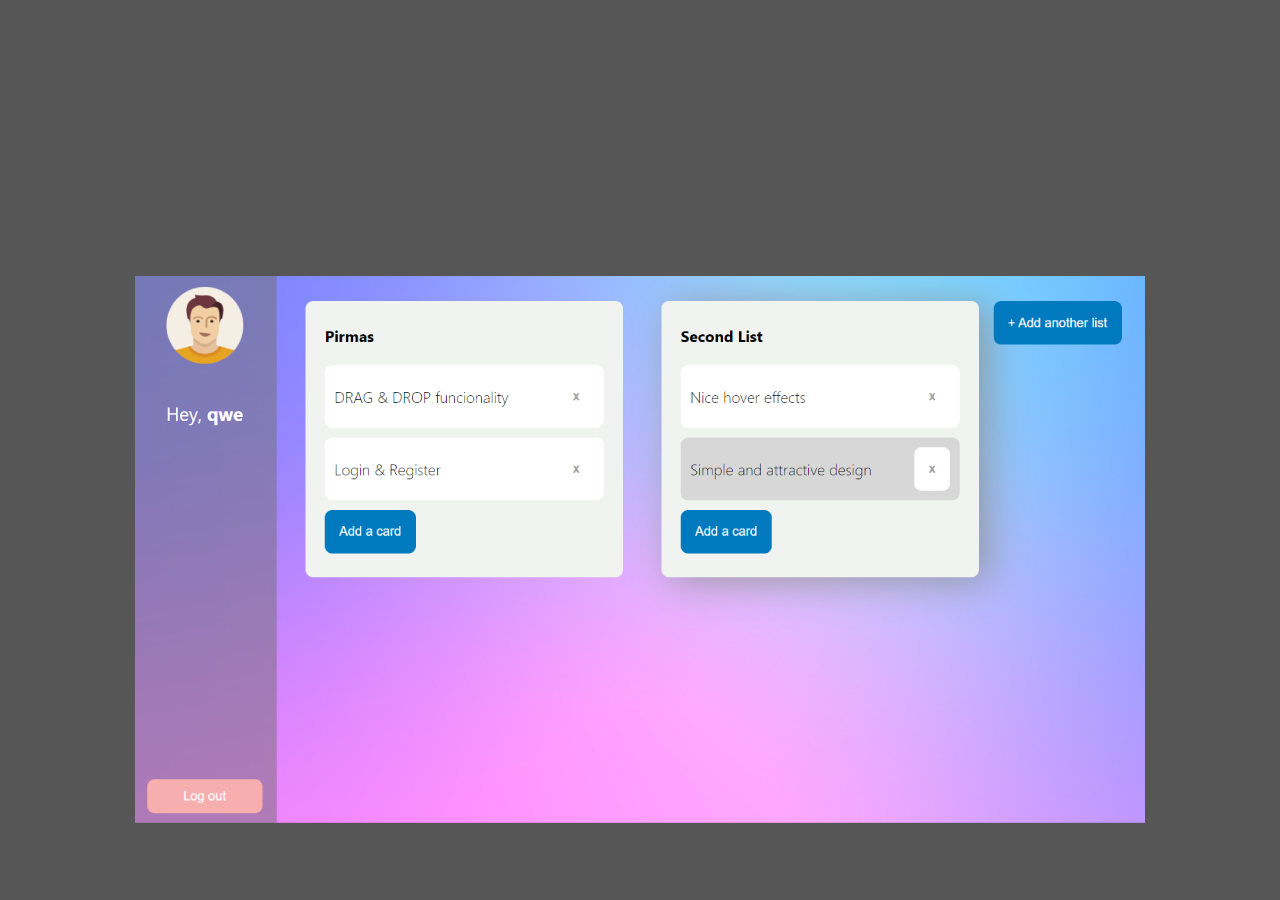 Hey, qwe
Log out
Pirmas
DRAG & DROP funcionality x
Login & Register x
Add a card
Second List
Nice hover effects x
Simple and attractive design x
Add a card
+ Add another list